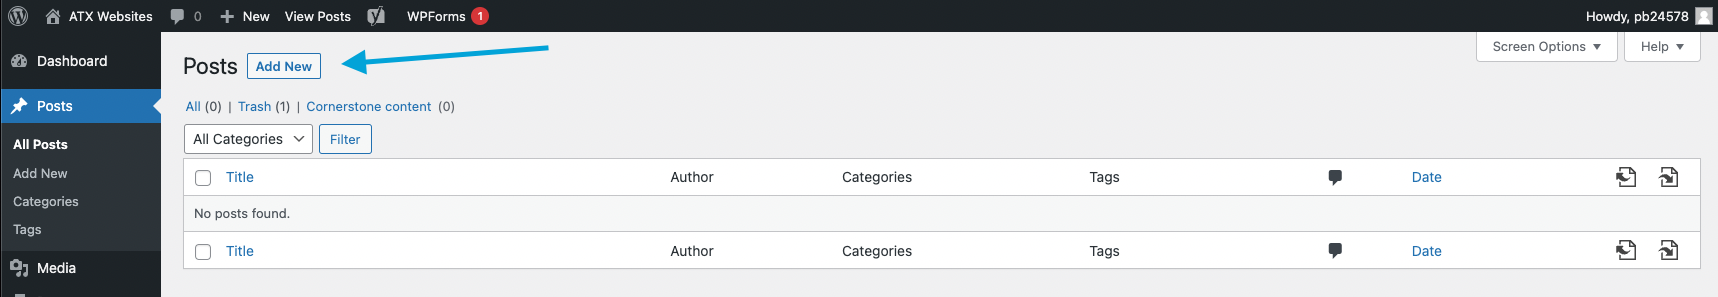 ATX Websites 0 New View Posts WPForms 1 Howdy, pb24578
Screen Options Help
Dashboard
Posts
All Posts
Add New
Categories
Tags
Media
Posts Add New
All (0) | Trash (1) | Cornerstone content (0)
All Categories Filter
Title Author Categories Tags Date
No posts found.
Title Author Categories Tags Date